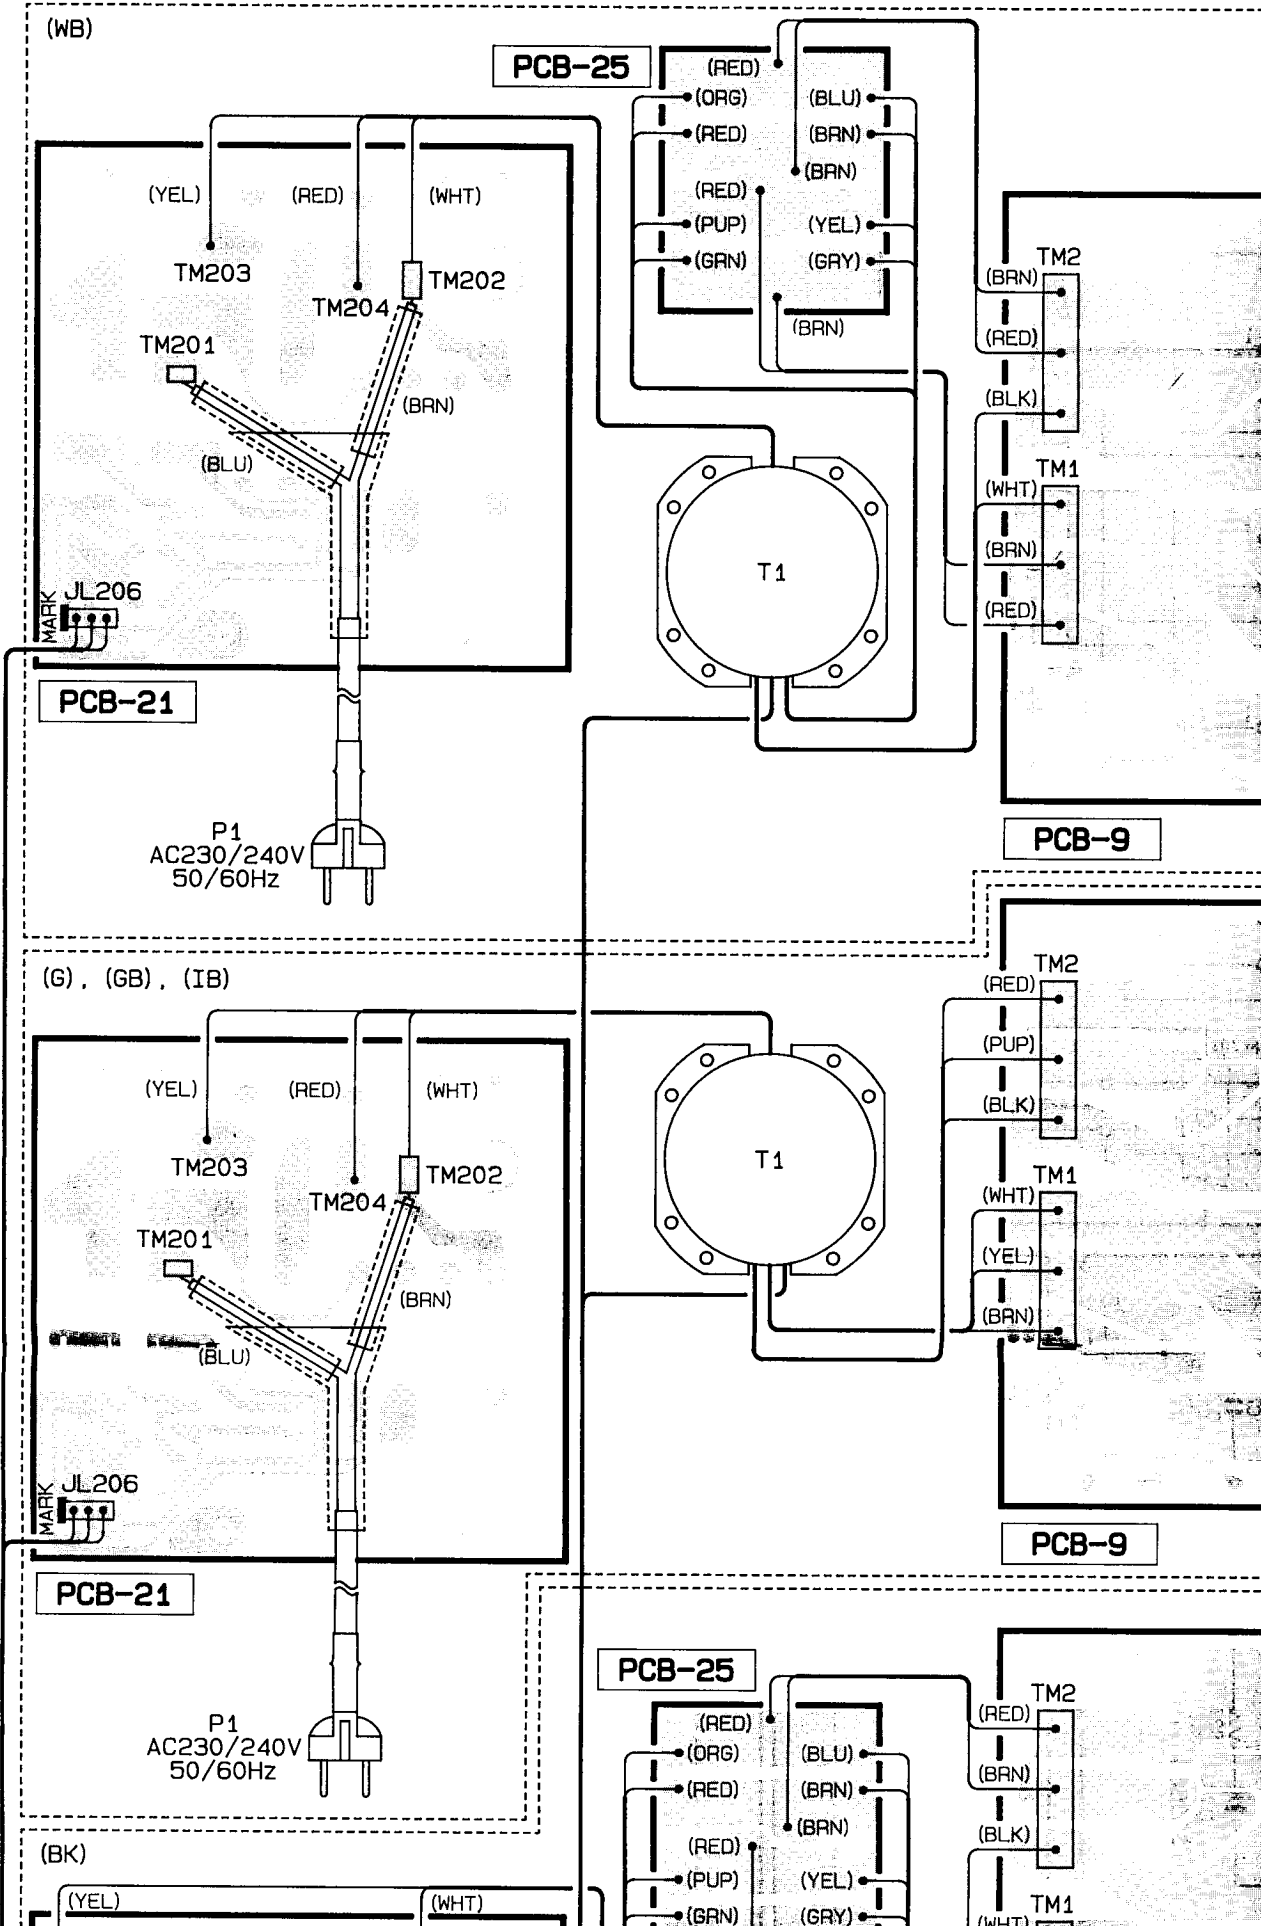 (WB)
PCB-25
(RED)
(ORG)
(BLU)
(RED)
(BRN)
(BRN)
(RED)
(PUP)
(YEL)
(GRN)
(GRY)
(BRN)
(YEL)
(RED)
(WHT)
TM203
TM204
TM202
TM201
(BRN)
(BLU)
MARK
JL206
PCB-21
P1
AC230/240V
50/60Hz
T1
TM2
(BRN)
(RED)
(BLK)
TM1
(WHT)
(BRN)
(RED)
PCB-9
(G), (GB), (IB)
(YEL)
(RED)
(WHT)
TM203
TM204
TM202
TM201
(BRN)
(BLU)
MARK
JL206
PCB-21
P1
AC230/240V
50/60Hz
T1
TM2
(RED)
(PUP)
(BLK)
TM1
(WHT)
(YEL)
(BRN)
PCB-9
(BK)
(YEL)
(WHT)
PCB-25
(RED)
(ORG)
(BLU)
(RED)
(BRN)
(BRN)
(RED)
(PUP)
(YEL)
(GRN)
(GRY)
TM2
(RED)
(BRN)
(BLK)
TM1
(WHT)